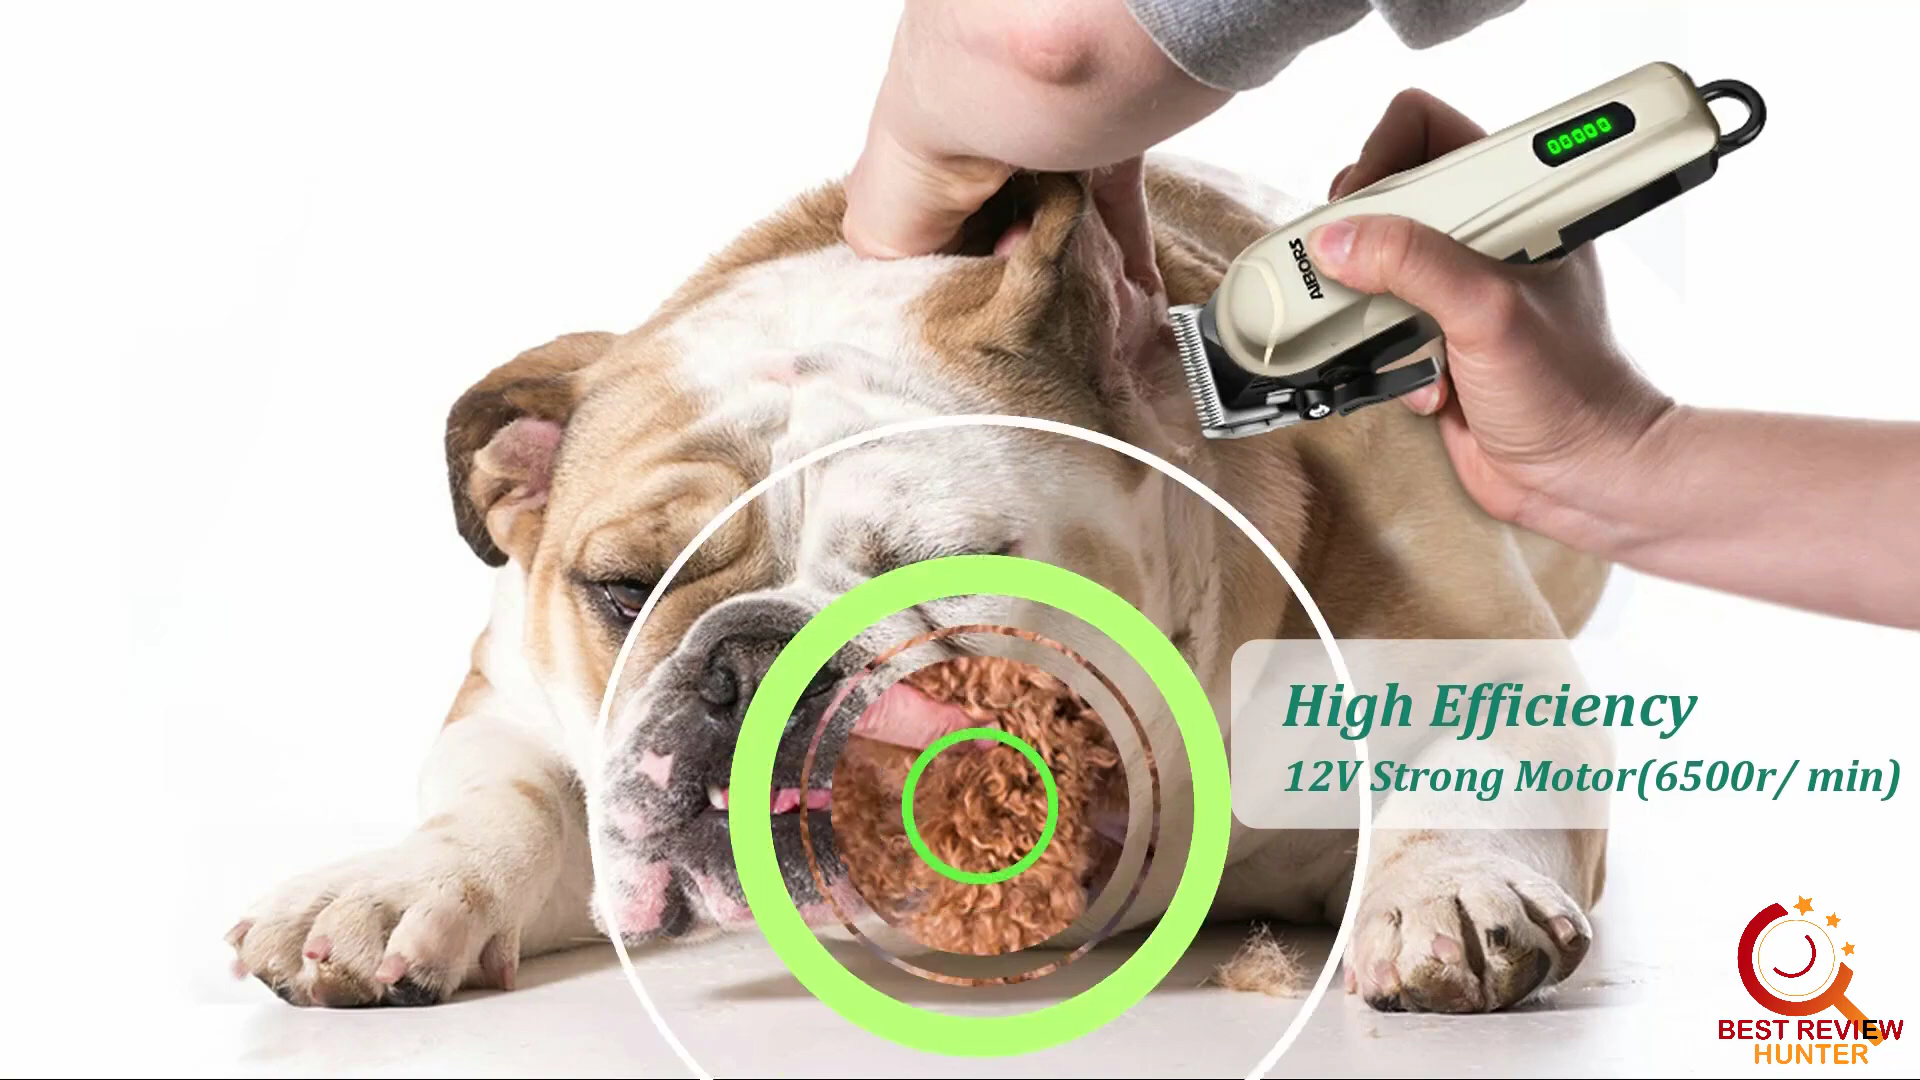 AIBORS
High Efficiency
12V Strong Motor(6500r/ min)
BEST REVIEW
HUNTER